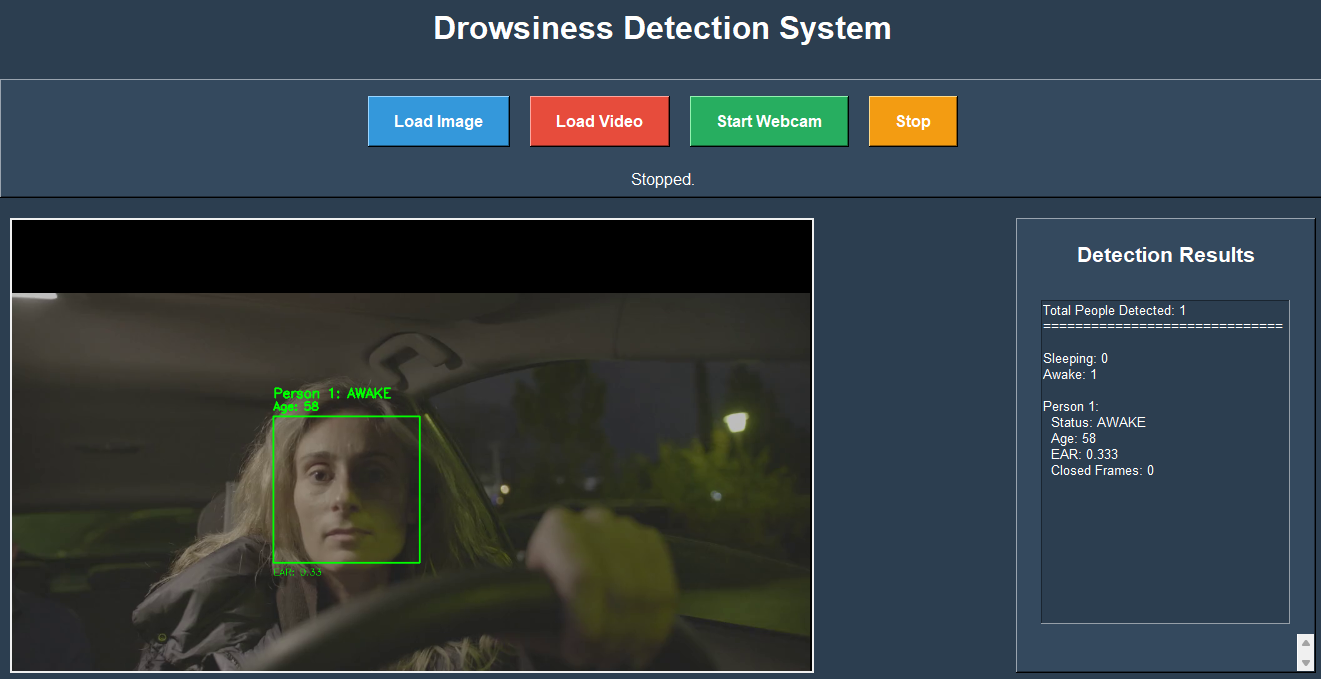 Drowsiness Detection System
Load Image
Load Video
Start Webcam
Stop
Stopped.
Person 1: AWAKE
Age: 58
EAR: 0.33
Detection Results
Total People Detected: 1
==============================
Sleeping: 0
Awake: 1
Person 1:
Status: AWAKE
Age: 58
EAR: 0.333
Closed Frames: 0